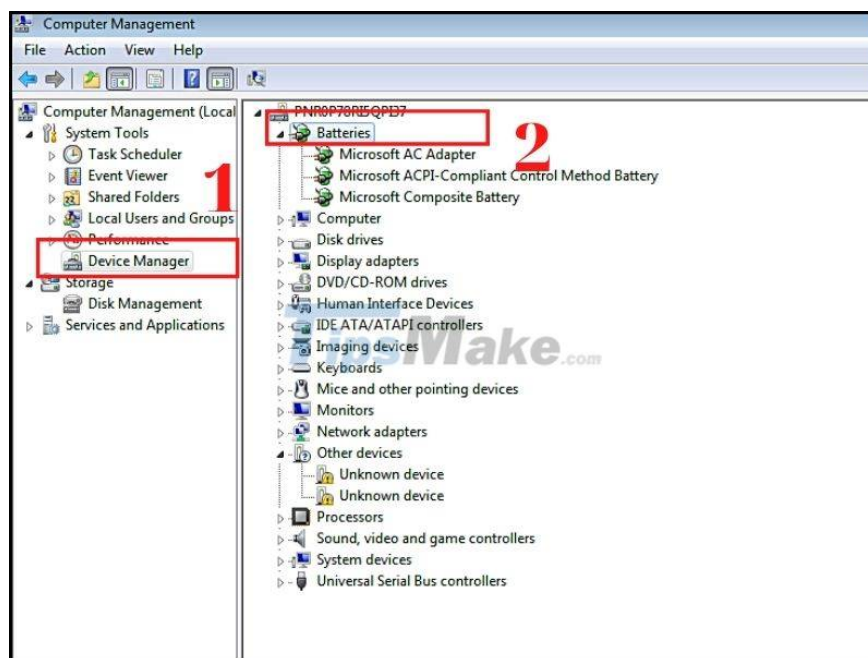 Computer Management
File Action View Help
Computer Management (Local
System Tools
Task Scheduler
Event Viewer
Shared Folders
Local Users and Groups
Performance
Device Manager
Storage
Disk Management
Services and Applications
1
PNR0P78RI5QPI37
Batteries
2
Microsoft AC Adapter
Microsoft ACPI-Compliant Control Method Battery
Microsoft Composite Battery
Computer
Disk drives
Display adapters
DVD/CD-ROM drives
Human Interface Devices
IDE ATA/ATAPI controllers
Imaging devices
Keyboards
Mice and other pointing devices
Monitors
Network adapters
Other devices
Unknown device
Unknown device
Processors
Sound, video and game controllers
System devices
Universal Serial Bus controllers
TipsMake.com